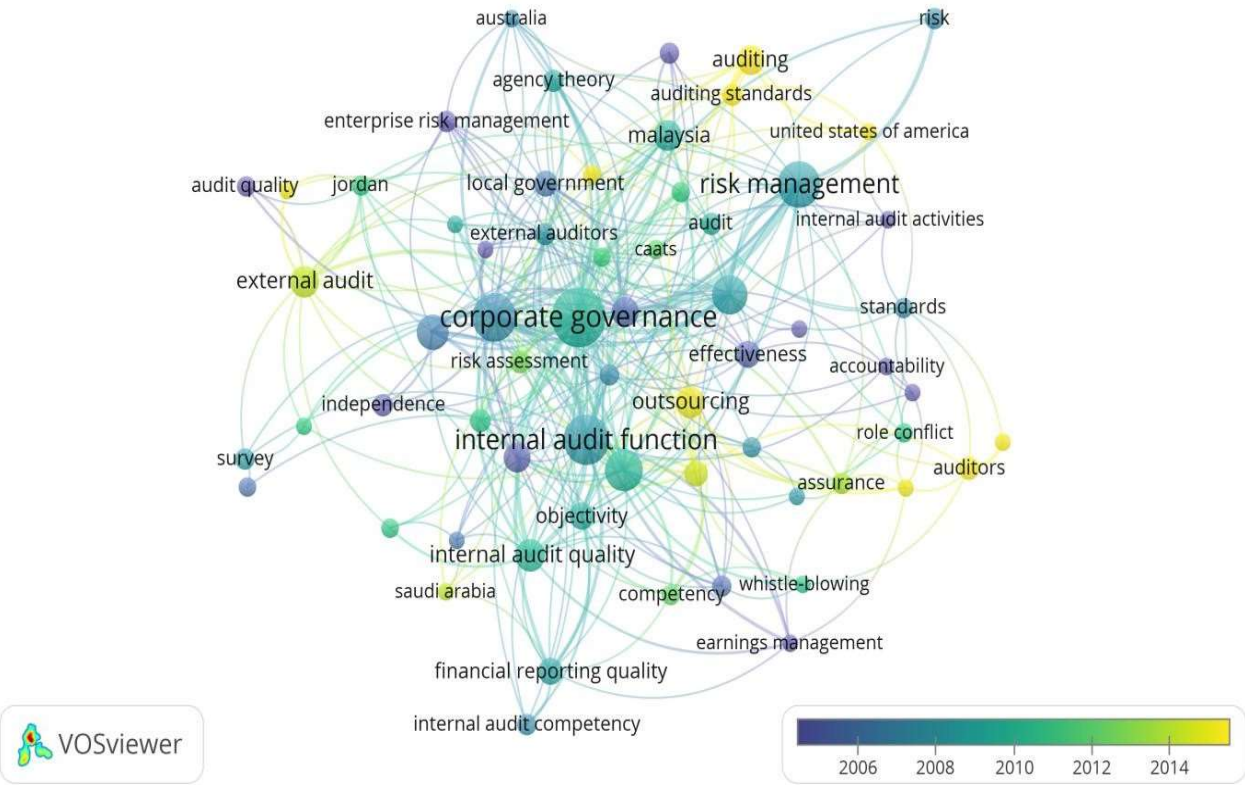 australia
risk
auditing
agency theory
auditing standards
enterprise risk management
malaysia
united states of america
audit quality
jordan
local government
risk management
external auditors
audit
internal audit activities
caats
external audit
corporate governance
standards
risk assessment
effectiveness
accountability
independence
outsourcing
internal audit function
role conflict
survey
auditors
assurance
objectivity
internal audit quality
saudi arabia
competency
whistle-blowing
earnings management
financial reporting quality
internal audit competency
VOSviewer
2006 2008 2010 2012 2014